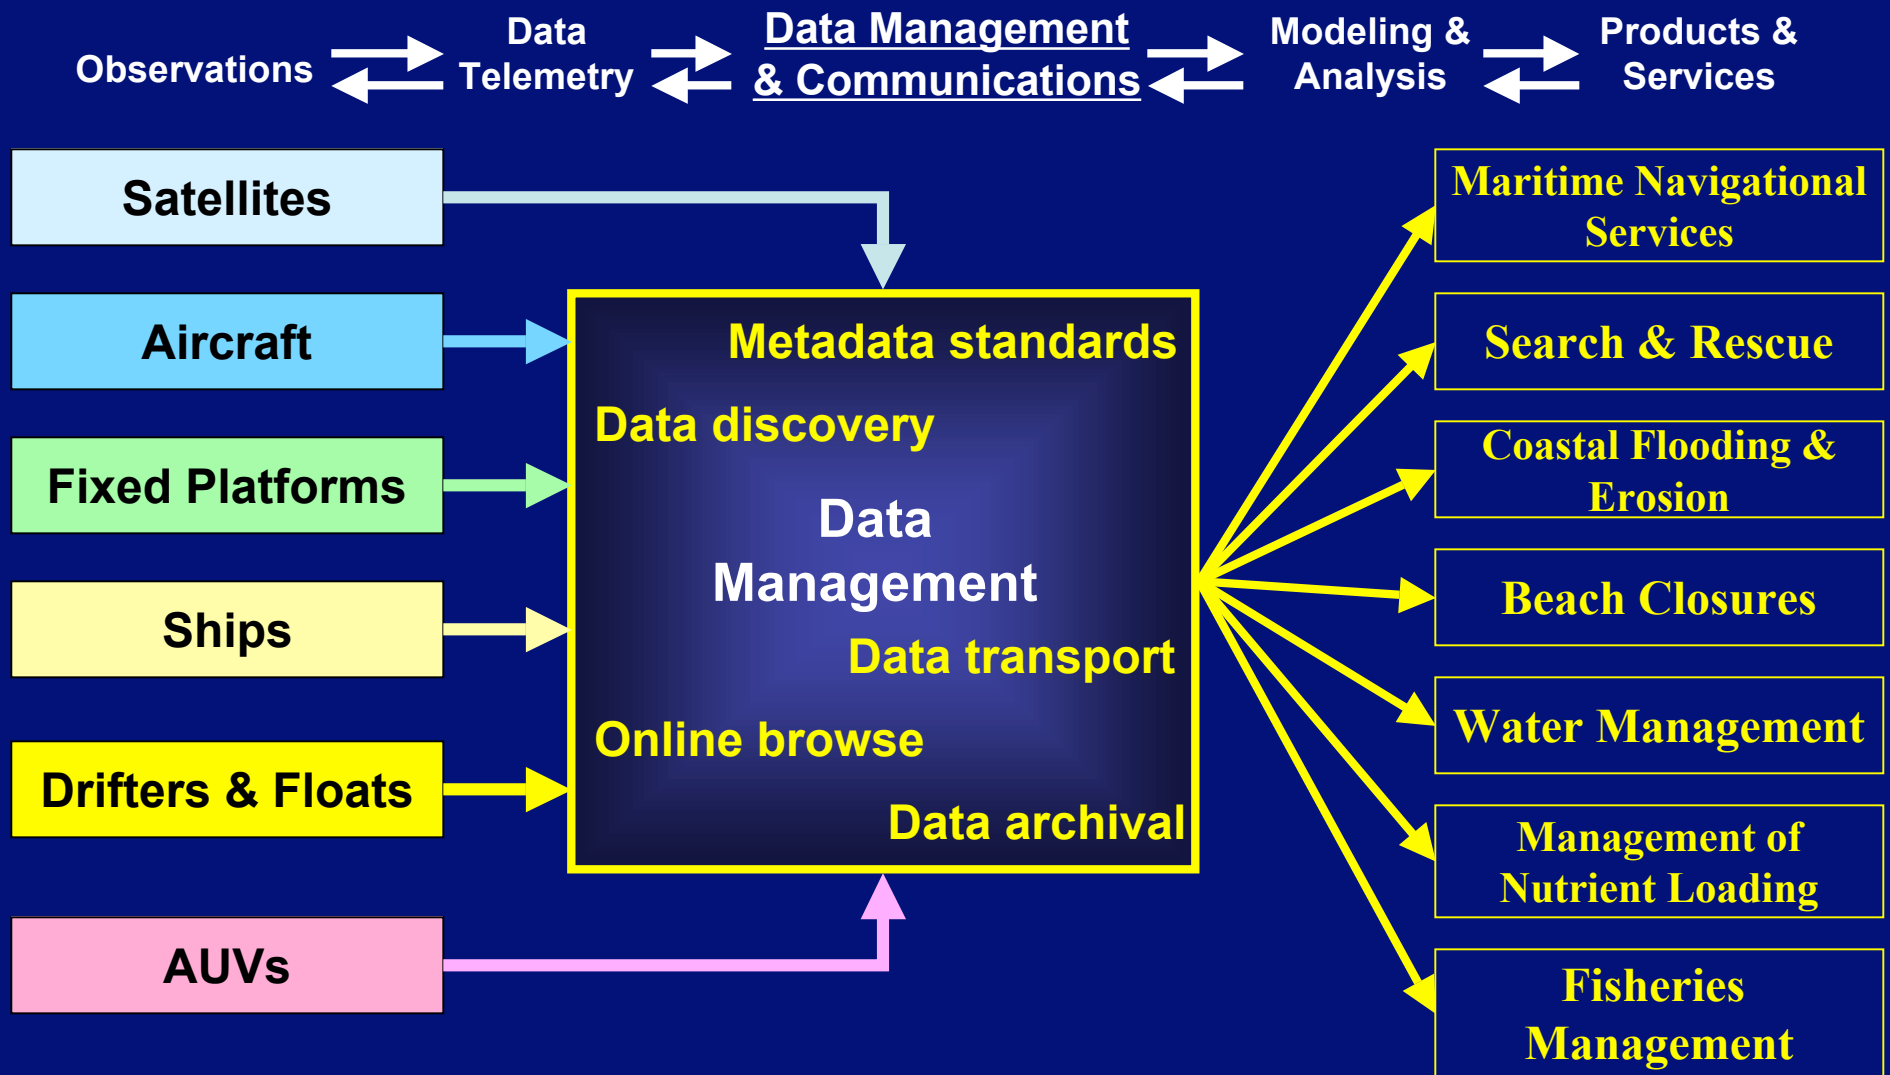 Observations
Data
Telemetry
Data Management
& Communications
Modeling &
Analysis
Products &
Services
Satellites
Aircraft
Fixed Platforms
Ships
Drifters & Floats
AUVs
Metadata standards
Data discovery
Data
Management
Data transport
Online browse
Data archival
Maritime Navigational
Services
Search & Rescue
Coastal Flooding &
Erosion
Beach Closures
Water Management
Management of
Nutrient Loading
Fisheries
Management